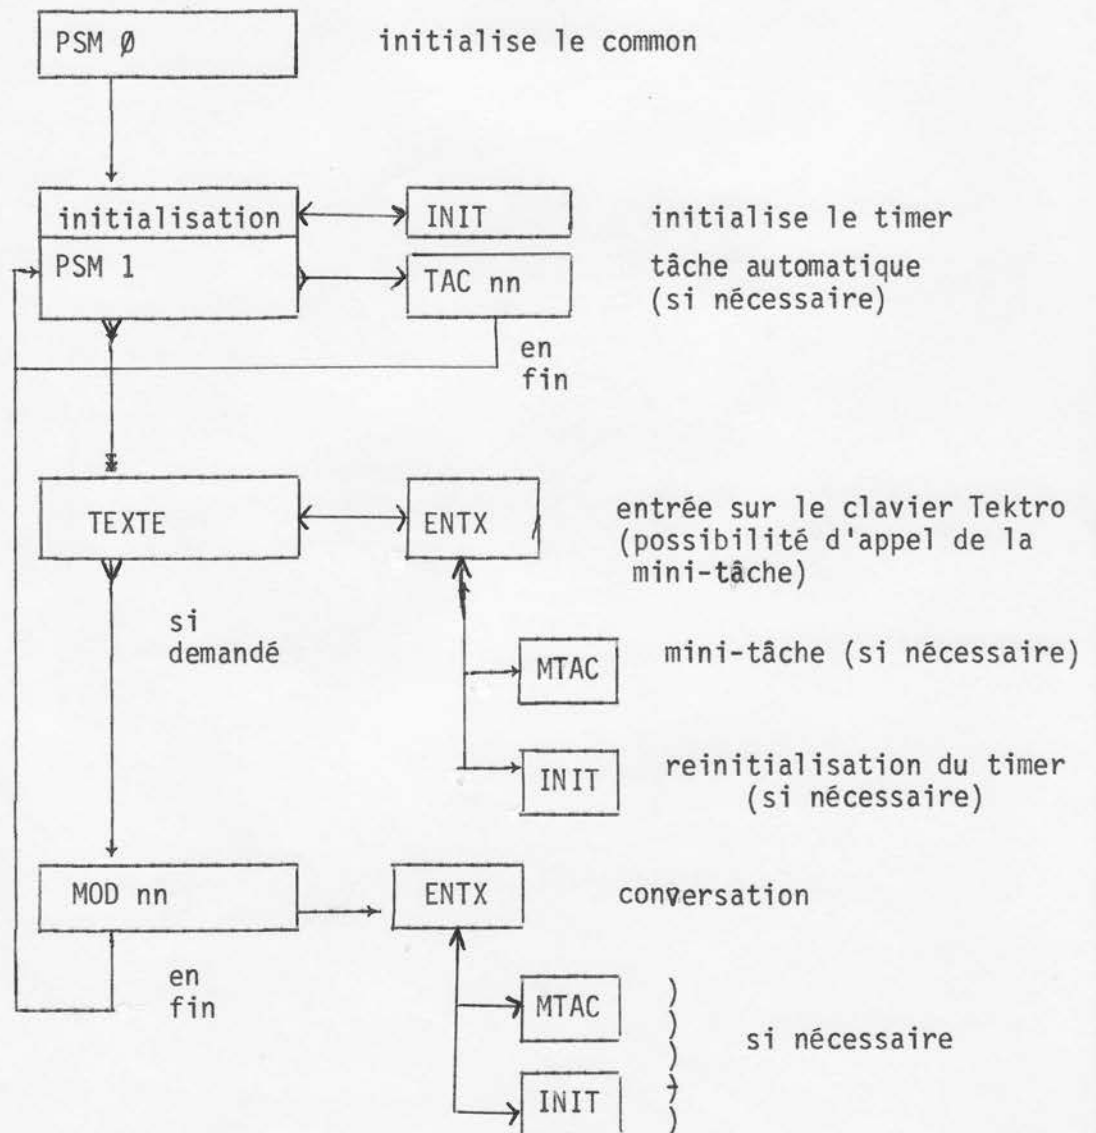 PSM Ø
initialise le common
initialisation
INIT
initialise le timer
PSM 1
TAC nn
tâche automatique
(si nécessaire)
en
fin
TEXTE
ENTX
entrée sur le clavier Tektro
(possibilité d'appel de la
mini-tâche)
si
demandé
MTAC
mini-tâche (si nécessaire)
INIT
reinitialisation du timer
(si nécessaire)
MOD nn
ENTX
conversation
en
fin
MTAC
si nécessaire
INIT